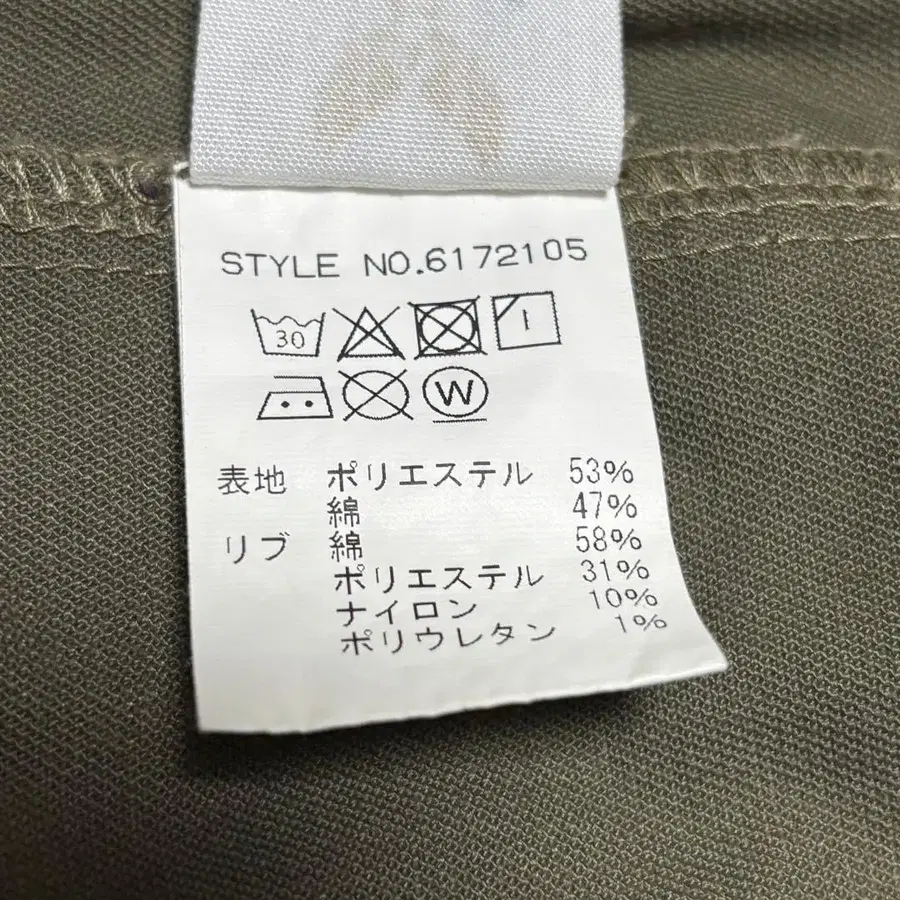 STYLE NO.6172105
30
W
表地 ポリエステル 53%
綿 47%
リブ 綿 58%
ポリエステル 31%
ナイロン 10%
ポリウレタン 1%